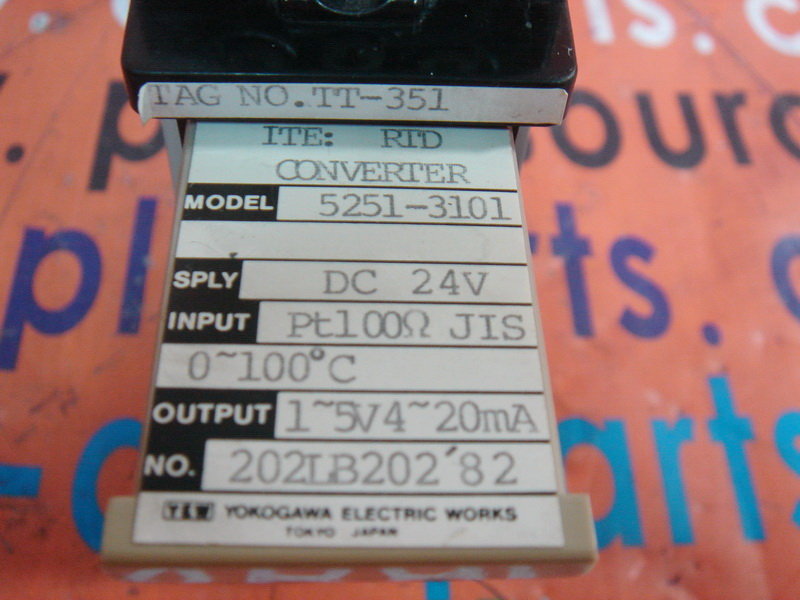 TAG NO.TT-351
ITE: RTD
CONVERTER
MODEL 5251-3101
SPLY DC 24V
INPUT Pt100Ω JIS
0~100°C
OUTPUT 1~5V4~20mA
NO. 202LB202'82
YEW YOKOGAWA ELECTRIC WORKS
TOKYO JAPAN